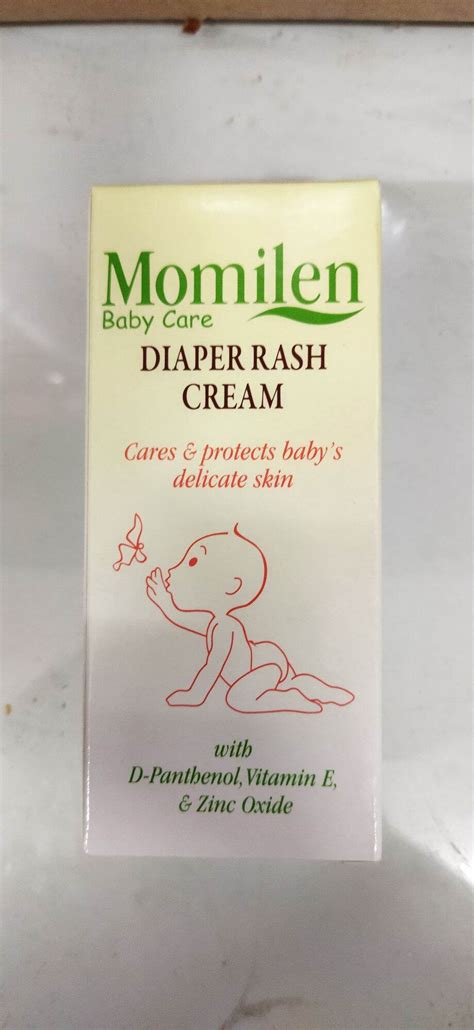 Momilen
Baby Care
DIAPER RASH
CREAM
Cares & protects baby's
delicate skin
with
D-Panthenol, Vitamin E,
& Zinc Oxide